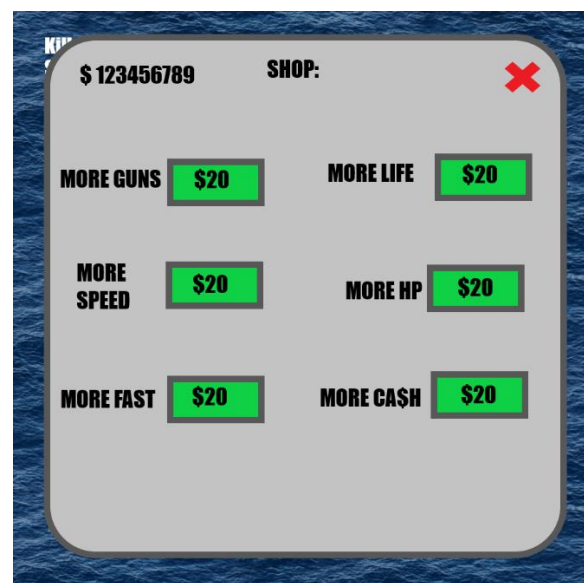 $ 123456789
SHOP:
MORE GUNS
$20
MORE LIFE
$20
MORE
SPEED
$20
MORE HP
$20
MORE FAST
$20
MORE CA$H
$20